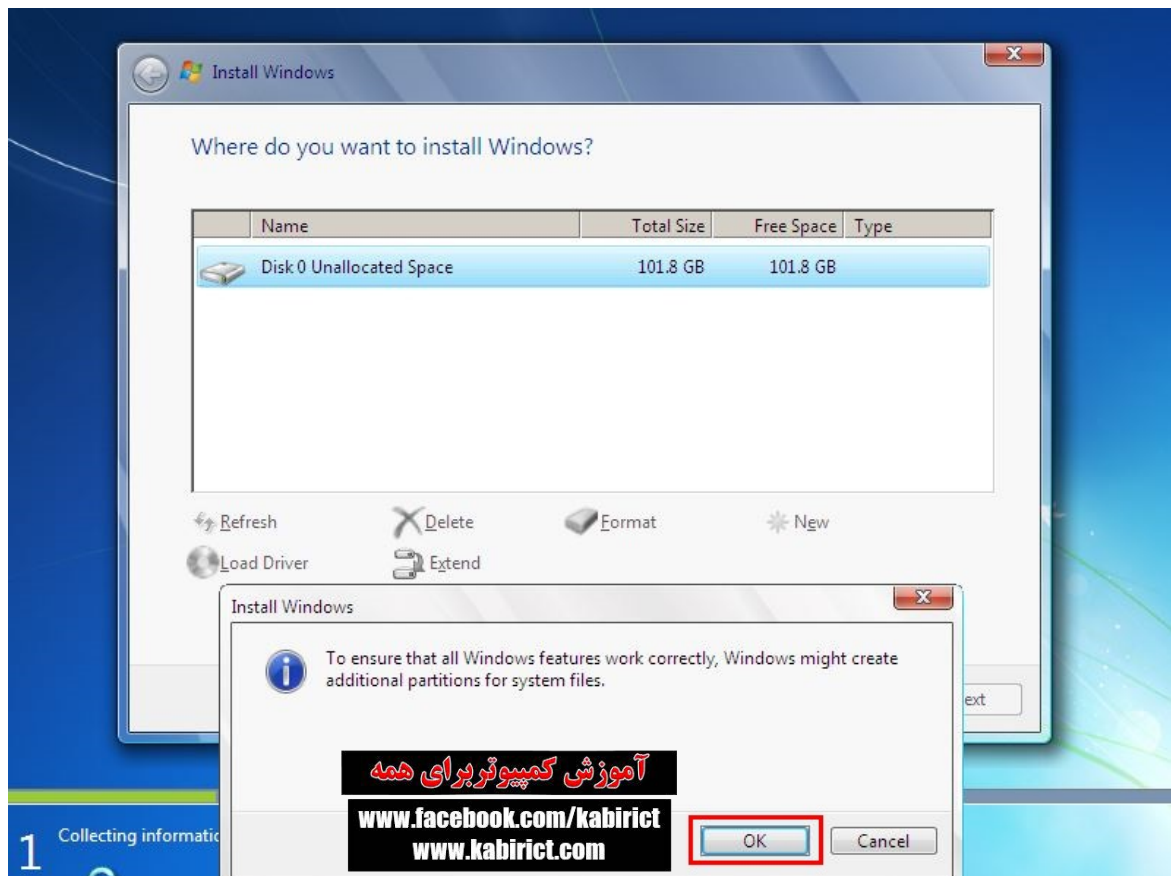 Install Windows
Where do you want to install Windows?
Name Total Size Free Space Type
Disk 0 Unallocated Space 101.8 GB 101.8 GB
Refresh Delete Format New
Load Driver Extend
Install Windows
To ensure that all Windows features work correctly, Windows might create
additional partitions for system files.
ext
آموزش کمپیوتر برای همه
www.facebook.com/kabirict
www.kabirict.com
OK Cancel
1 Collecting informatic